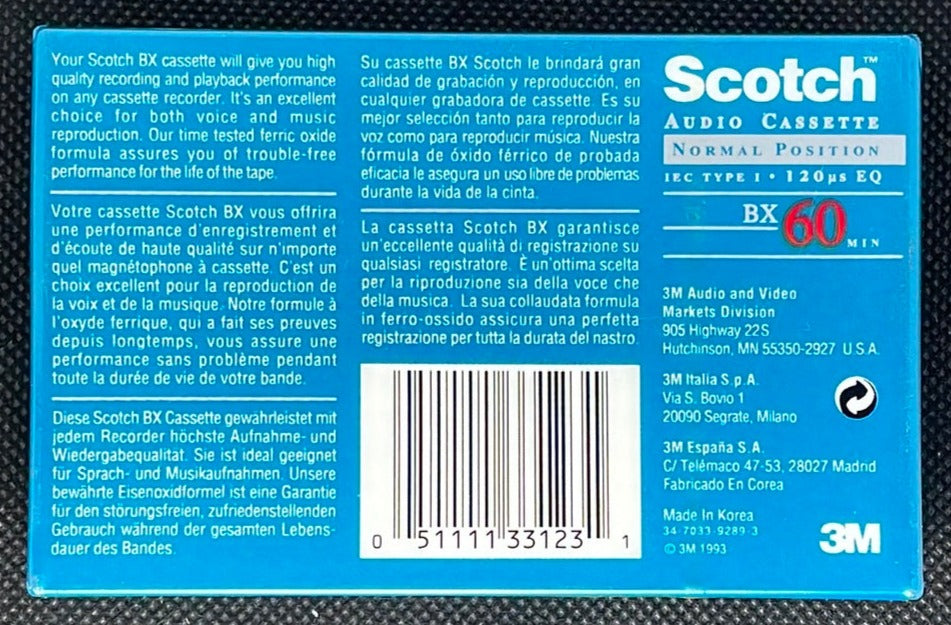 Your Scotch BX cassette will give you high
quality recording and playback performance
on any cassette recorder. It's an excellent
choice for both voice and music
reproduction. Our time tested ferric oxide
formula assures you of trouble-free
performance for the life of the tape.
Votre cassette Scotch BX vous offrira
une performance d'enregistrement et
d'écoute de haute qualité sur n'importe
quel magnétophone à cassette. C'est un
choix excellent pour la reproduction de
la voix et de la musique. Notre formule à
l'oxyde ferrique, qui a fait ses preuves
depuis longtemps, vous assure une
performance sans problème pendant
toute la durée de vie de votre bande.
Diese Scotch BX Cassette gewährleistet mit
jedem Recorder höchste Aufnahme- und
Wiedergabequalität. Sie ist ideal geeignet
für Sprach- und Musikaufnahmen. Unsere
bewährte Eisenoxidformel ist eine Garantie
für den störungsfreien, zufriedenstellenden
Gebrauch während der gesamten Lebens-
dauer des Bandes.
Su cassette BX Scotch le brindará gran
calidad de grabación y reproducción, en
cualquier grabadora de cassette. Es su
mejor selección tanto para reproducir la
voz como para reproducir música. Nuestra
fórmula de óxido férrico de probada
eficacia le asegura un uso libre de problemas
durante la vida de la cinta.
La cassetta Scotch BX garantisce
un'eccellente qualità di registrazione su
qualsiasi registratore. È un'ottima scelta
per la riproduzione sia della voce che
della musica. La sua collaudata formula
in ferro-ossido assicura una perfetta
registrazione per tutta la durata del nastro.
0 51111 33123 1
Scotch™
AUDIO CASSETTE
NORMAL POSITION
IEC TYPE I • 120µs EQ
BX 60 MIN
3M Audio and Video
Markets Division
905 Highway 22S
Hutchinson, MN 55350-2927 U.S.A.
3M Italia S.p.A.
Via S. Bovio 1
20090 Segrate, Milano
3M España S.A.
C/ Telémaco 47-53, 28027 Madrid
Fabricado En Corea
Made In Korea
34-7033-9289-3
© 3M 1993
3M